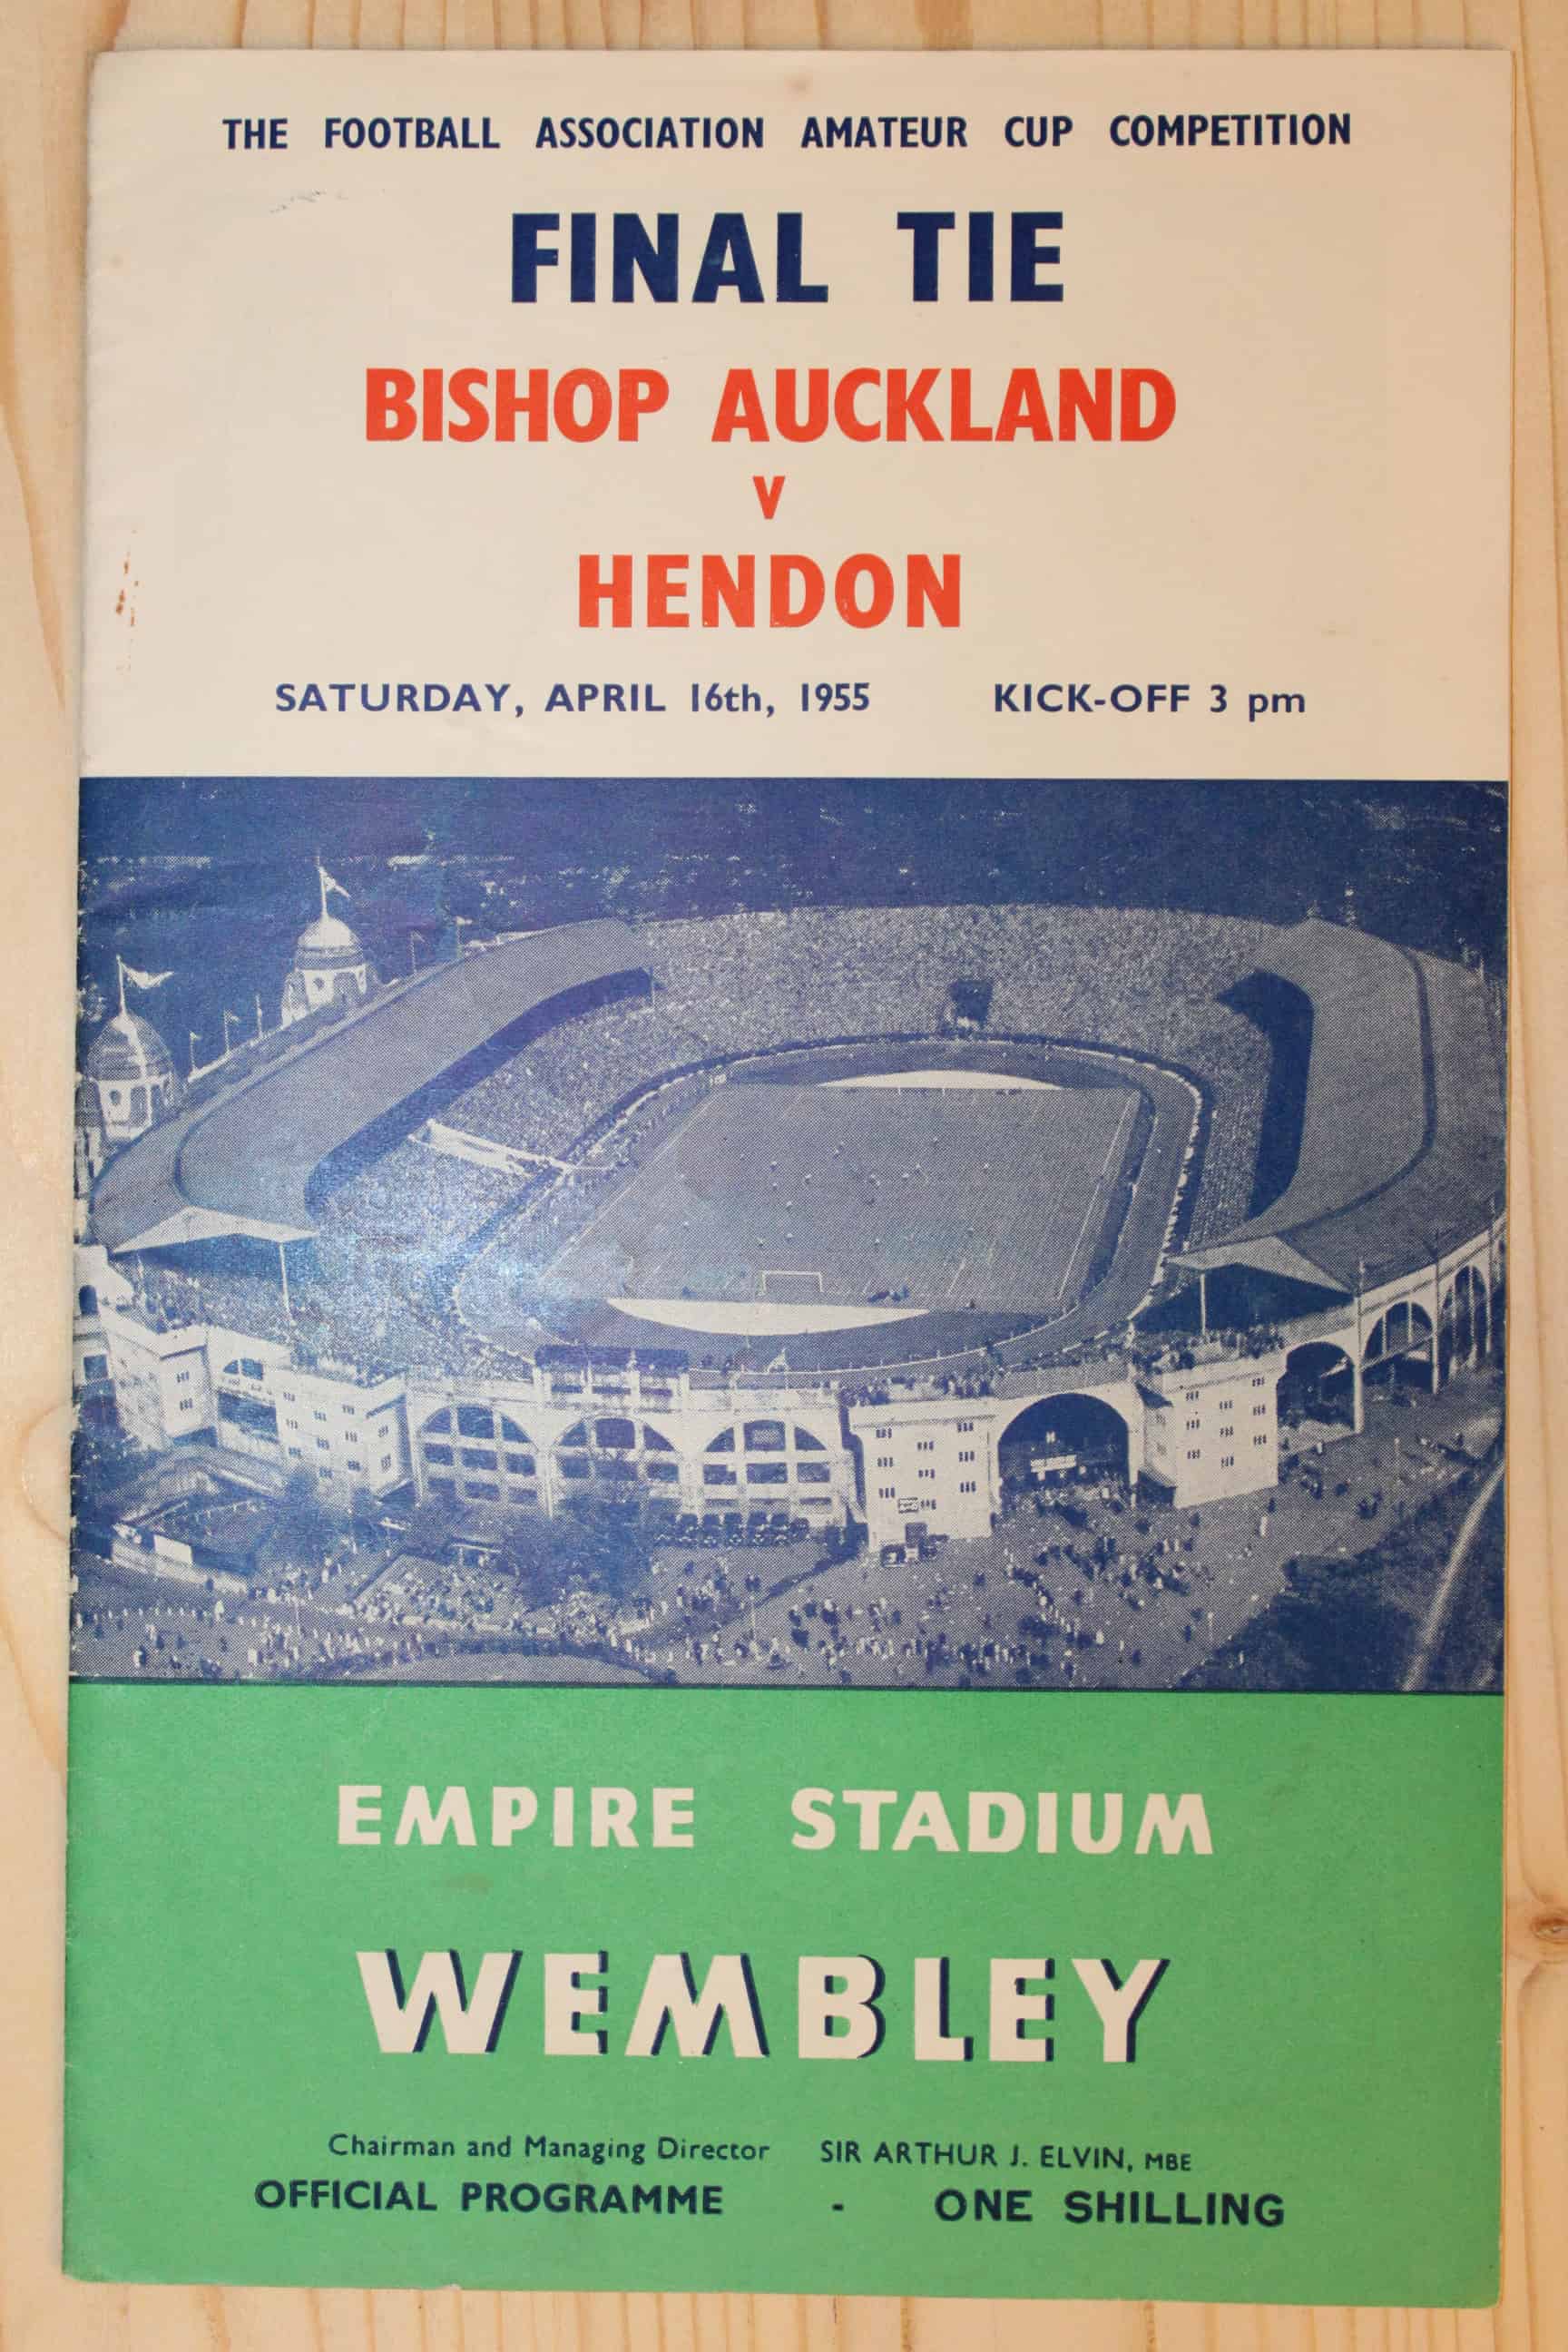 THE FOOTBALL ASSOCIATION AMATEUR CUP COMPETITION
FINAL TIE
BISHOP AUCKLAND
V
HENDON
SATURDAY, APRIL 16th, 1955 KICK-OFF 3 pm
EMPIRE STADIUM
WEMBLEY
Chairman and Managing Director SIR ARTHUR J. ELVIN, MBE
OFFICIAL PROGRAMME - ONE SHILLING